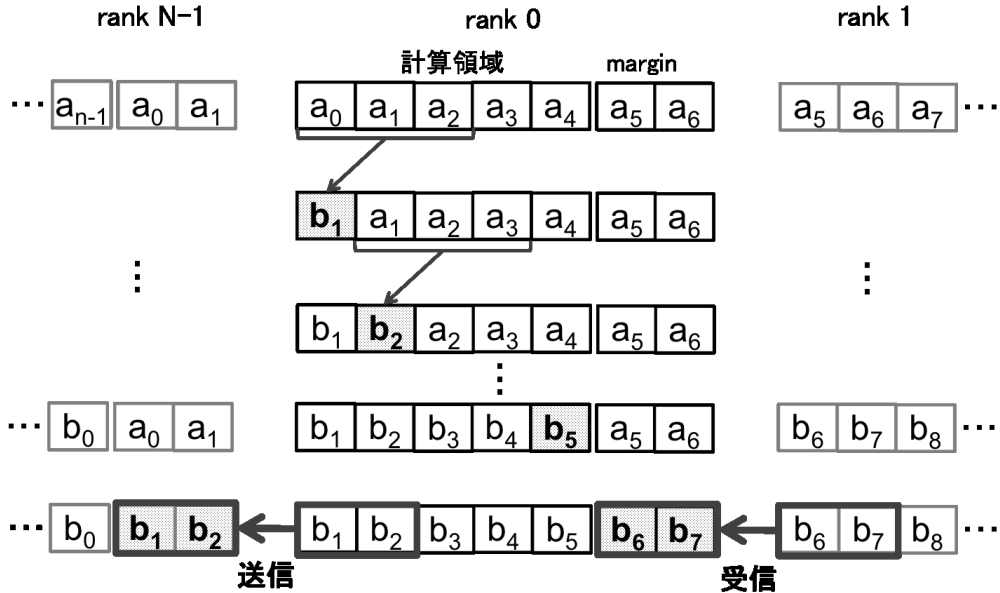 rank N-1 rank 0 rank 1
計算領域 margin
… a_{n-1} a_0 a_1 a_0 a_1 a_2 a_3 a_4 a_5 a_6 a_5 a_6 a_7 …
b_1 a_1 a_2 a_3 a_4 a_5 a_6
⋮ ⋮
b_1 b_2 a_2 a_3 a_4 a_5 a_6
⋮
… b_0 a_0 a_1 b_1 b_2 b_3 b_4 b_5 a_5 a_6 b_6 b_7 b_8 …
… b_0 b_1 b_2 b_1 b_2 b_3 b_4 b_5 b_6 b_7 b_6 b_7 b_8 …
送信 受信